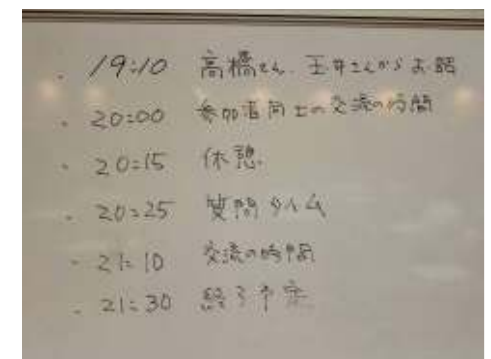 ・19:10 高橋さん、玉井さんからお話
・20:00 参加者同士の交流の時間
・20:15 休憩
・20:25 質問タイム
・21:10 交流の時間
・21:30 終了予定